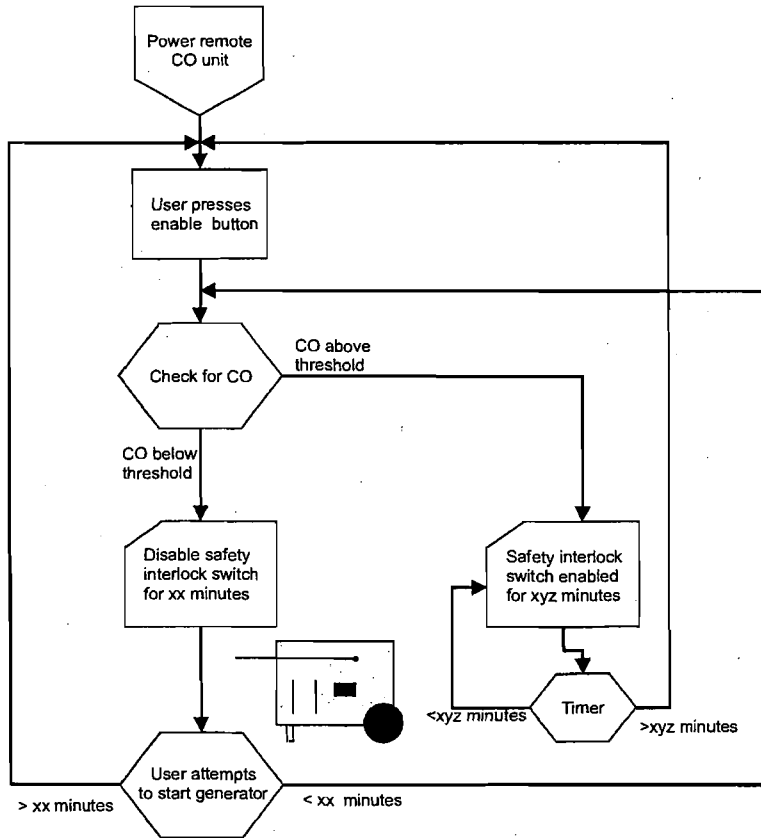 Power remote
CO unit
User presses
enable button
Check for CO
CO above
threshold
CO below
threshold
Disable safety
interlock switch
for xx minutes
Safety interlock
switch enabled
for xyz minutes
Timer
<xyz minutes
>xyz minutes
User attempts
to start generator
> xx minutes
< xx minutes